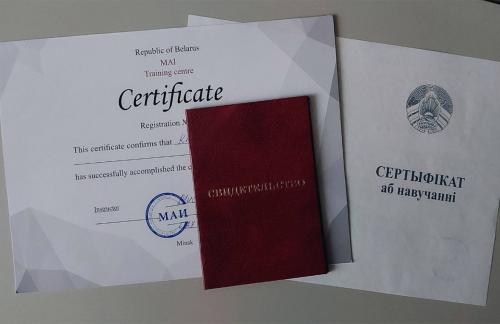 Republic of Belarus
MAI
Training centre
Certificate
Registration №
This certificate confirms that
has successfully accomplished the
Instructor
МАИ
Minsk
СВИДЕТЕЛЬСТВО
СЕРТЫФІКАТ
аб навучанні